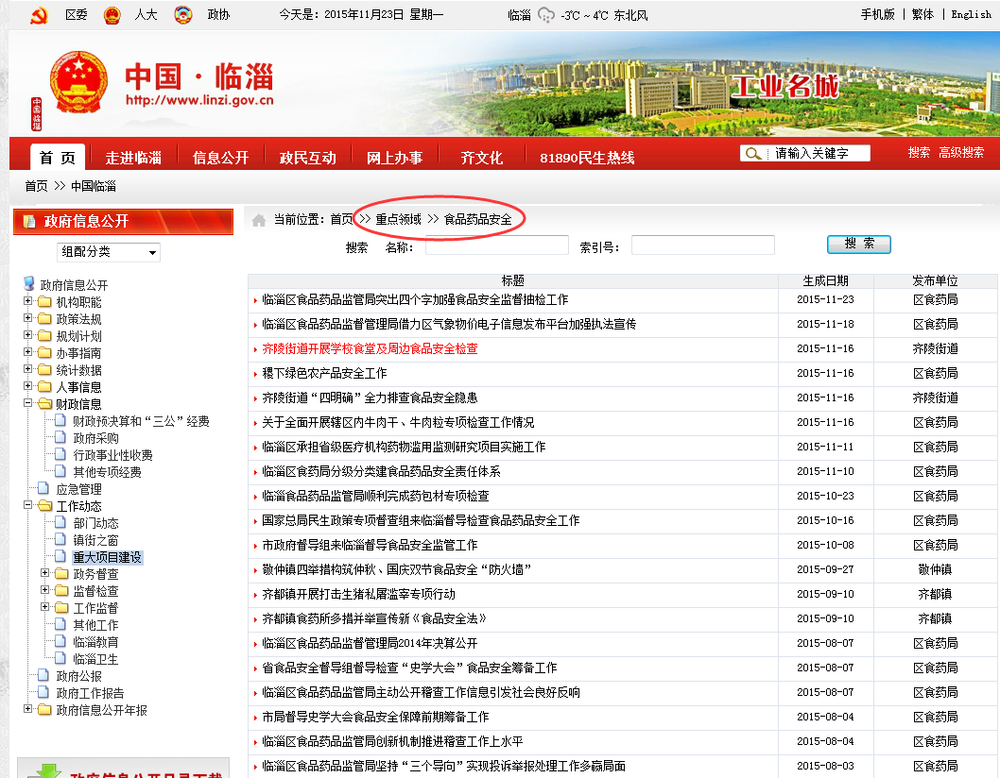 区委 人大 政协 今天是：2015年11月23日 星期一 临淄 -3℃ ~ 4℃ 东北风 手机版 | 繁体 | English
中国·临淄
http://www.linzi.gov.cn
中国临淄
工业名城
首 页 走进临淄 信息公开 政民互动 网上办事 齐文化 81890民生热线 请输入关键字 搜索 高级搜索
首页 >> 中国临淄
政府信息公开
组配分类
政府信息公开
机构职能
政策法规
规划计划
办事指南
统计数据
人事信息
财政信息
财政预决算和“三公”经费
政府采购
行政事业性收费
其他专项经费
应急管理
工作动态
部门动态
镇街之窗
重大项目建设
政务督查
监督检查
工作监督
其他工作
临淄教育
临淄卫生
政府公报
政府工作报告
政府信息公开年报
政府信息公开目录下载
当前位置：首页 >> 重点领域 >> 食品药品安全
搜索 名称： 索引号： 搜 索
标题 生成日期 发布单位
临淄区食品药品监管局突出四个字加强食品安全监督抽检工作 2015-11-23 区食药局
临淄区食品药品监督管理局借力区气象物价电子信息发布平台加强执法宣传 2015-11-18 区食药局
齐陵街道开展学校食堂及周边食品安全检查 2015-11-16 齐陵街道
稷下绿色农产品安全工作 2015-11-16 区食药局
齐陵街道“四明确”全力排查食品安全隐患 2015-11-16 齐陵街道
关于全面开展辖区内牛肉干、牛肉粒专项检查工作情况 2015-11-16 区食药局
临淄区承担省级医疗机构药物滥用监测研究项目实施工作 2015-11-11 区食药局
临淄区食药局分级分类建食品药品安全责任体系 2015-11-10 区食药局
临淄食品药品监管局顺利完成药包材专项检查 2015-10-23 区食药局
国家总局民生政策专项督查组来临淄督导检查食品药品安全工作 2015-10-16 区食药局
市政府督导组来临淄督导食品安全监管工作 2015-10-08 区食药局
敬仲镇四举措构筑仲秋、国庆双节食品安全“防火墙” 2015-09-27 敬仲镇
齐都镇开展打击生猪私屠滥宰专项行动 2015-09-10 齐都镇
齐都镇食药所多措并举宣传新《食品安全法》 2015-09-10 齐都镇
临淄区食品药品监督管理局2014年决算公开 2015-08-07 区食药局
省食品安全督导组督导检查“史学大会”食品安全筹备工作 2015-08-07 区食药局
临淄区食品药品监管局主动公开稽查工作信息引发社会良好反响 2015-08-07 区食药局
市局督导史学大会食品安全保障前期筹备工作 2015-08-04 区食药局
临淄区食品药品监管局创新机制推进稽查工作上水平 2015-08-04 区食药局
临淄区食品药品监管局坚持“三个导向”实现投诉举报处理工作多赢局面 2015-08-03 区食药局